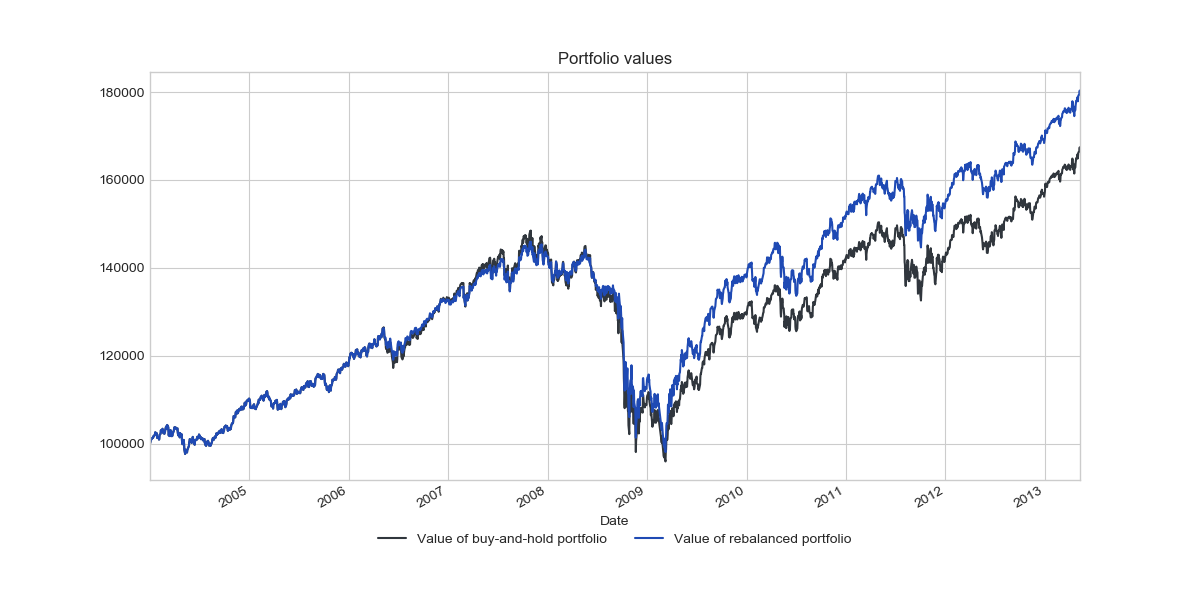 Portfolio values
180000
160000
140000
120000
100000
2005 2006 2007 2008 2009 2010 2011 2012 2013
Date
Value of buy-and-hold portfolio Value of rebalanced portfolio